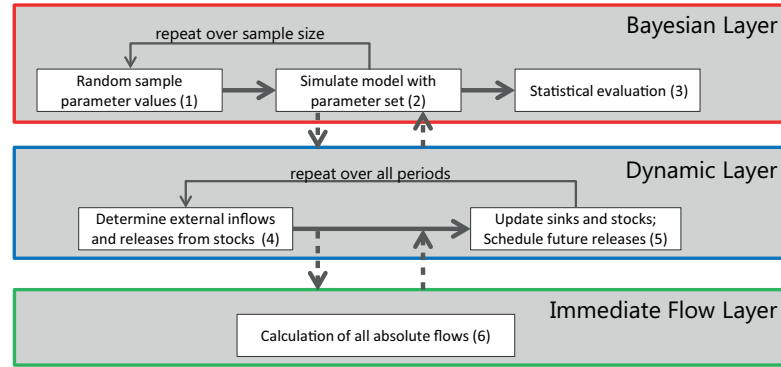 Bayesian Layer
repeat over sample size
Random sample
parameter values (1)
Simulate model with
parameter set (2)
Statistical evaluation (3)
Dynamic Layer
repeat over all periods
Determine external inflows
and releases from stocks (4)
Update sinks and stocks;
Schedule future releases (5)
Immediate Flow Layer
Calculation of all absolute flows (6)